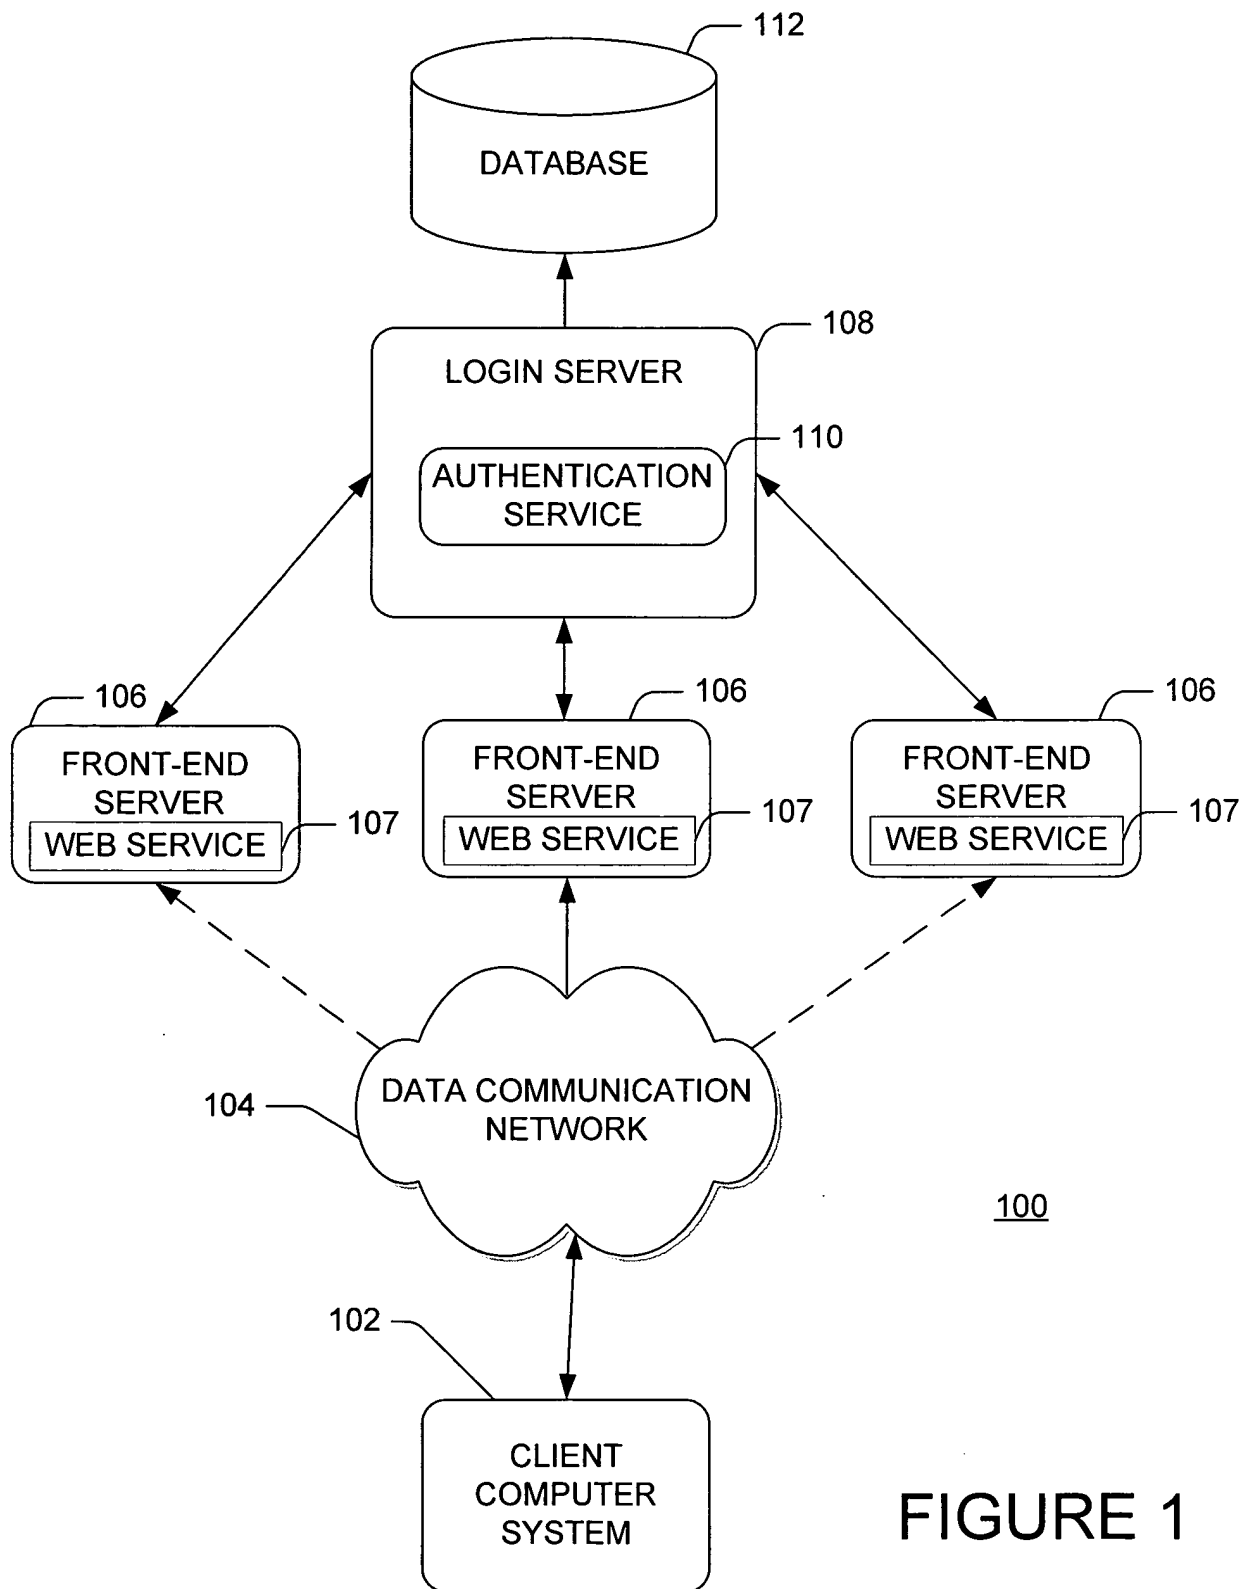 112
DATABASE
108
LOGIN SERVER
110
AUTHENTICATION
SERVICE
106
FRONT-END
SERVER
107
WEB SERVICE
106
FRONT-END
SERVER
107
WEB SERVICE
106
FRONT-END
SERVER
107
WEB SERVICE
DATA COMMUNICATION
NETWORK
104
100
102
CLIENT
COMPUTER
SYSTEM
FIGURE 1